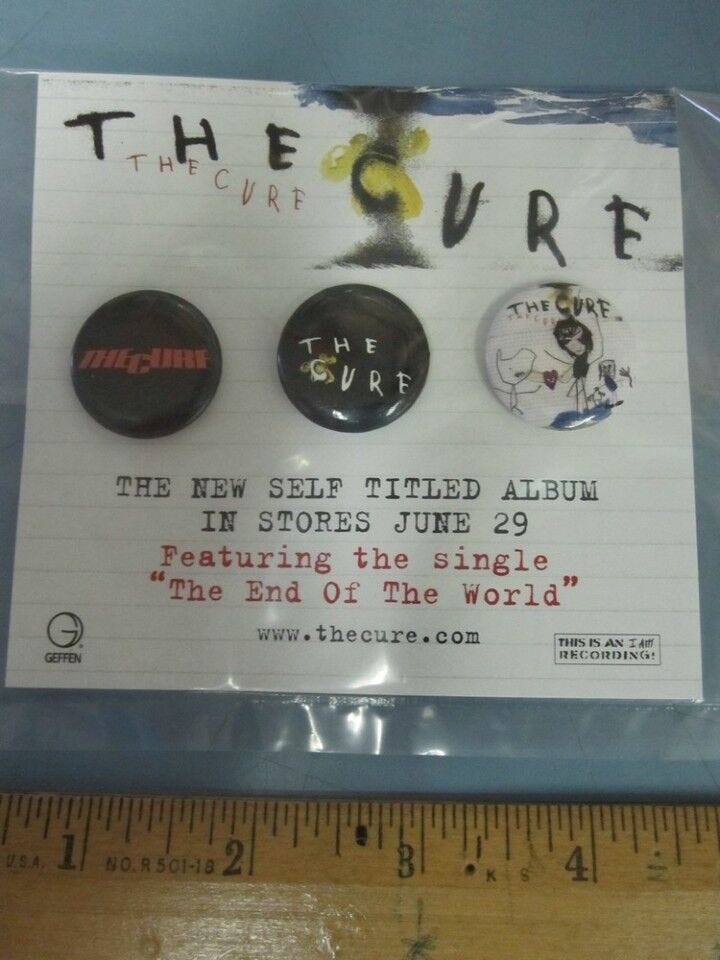 THE CURE
THE CURE
THE CURE
THE CURE
THE CURE
THE CURE
THE NEW SELF TITLED ALBUM
IN STORES JUNE 29
Featuring the single
"The End Of The World"
www.thecure.com
GEFFEN
THIS IS AN I AM
RECORDING!
U.S.A. 1 NO. R 501-18 2 3 K S 4